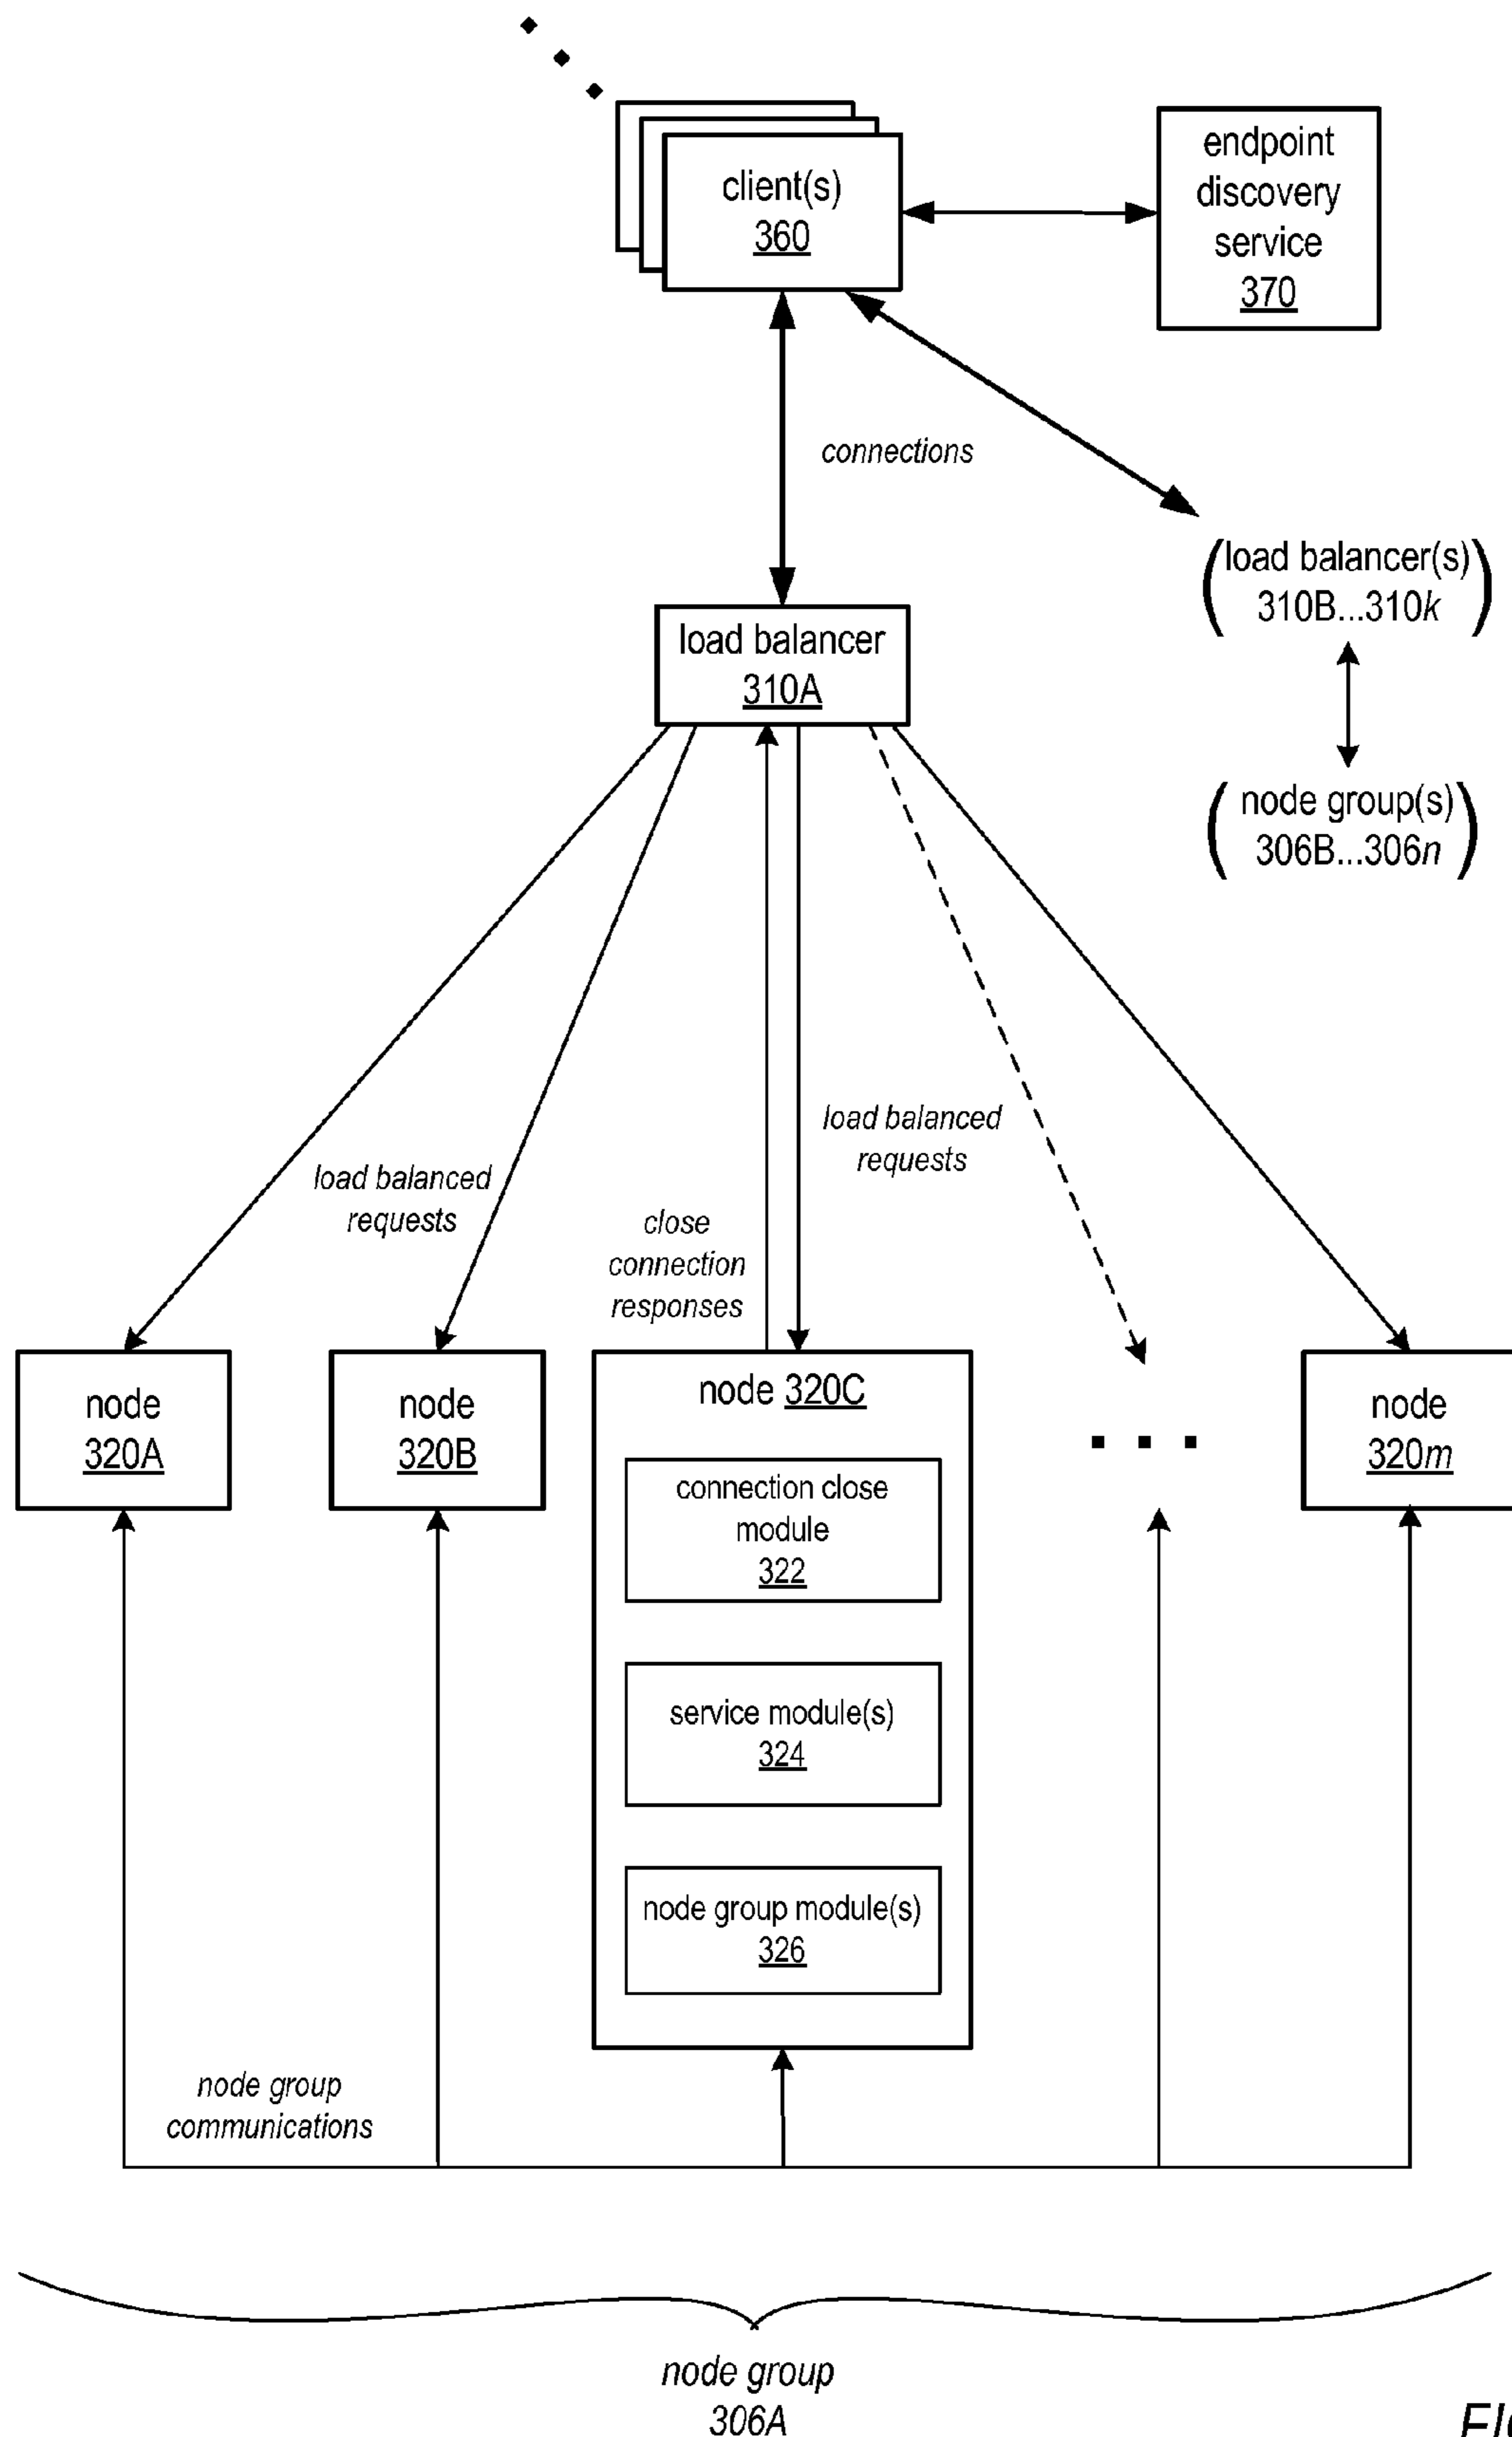 client(s)
360
endpoint
discovery
service
370
connections
(load balancer(s))
310B...310k
load balancer
310A
(node group(s))
306B...306n
load balanced
requests
load balanced
requests
close
connection
responses
node
320A
node
320B
node 320C
connection close
module
322
service module(s)
324
node group module(s)
326
node
320m
node group
communications
node group
306A